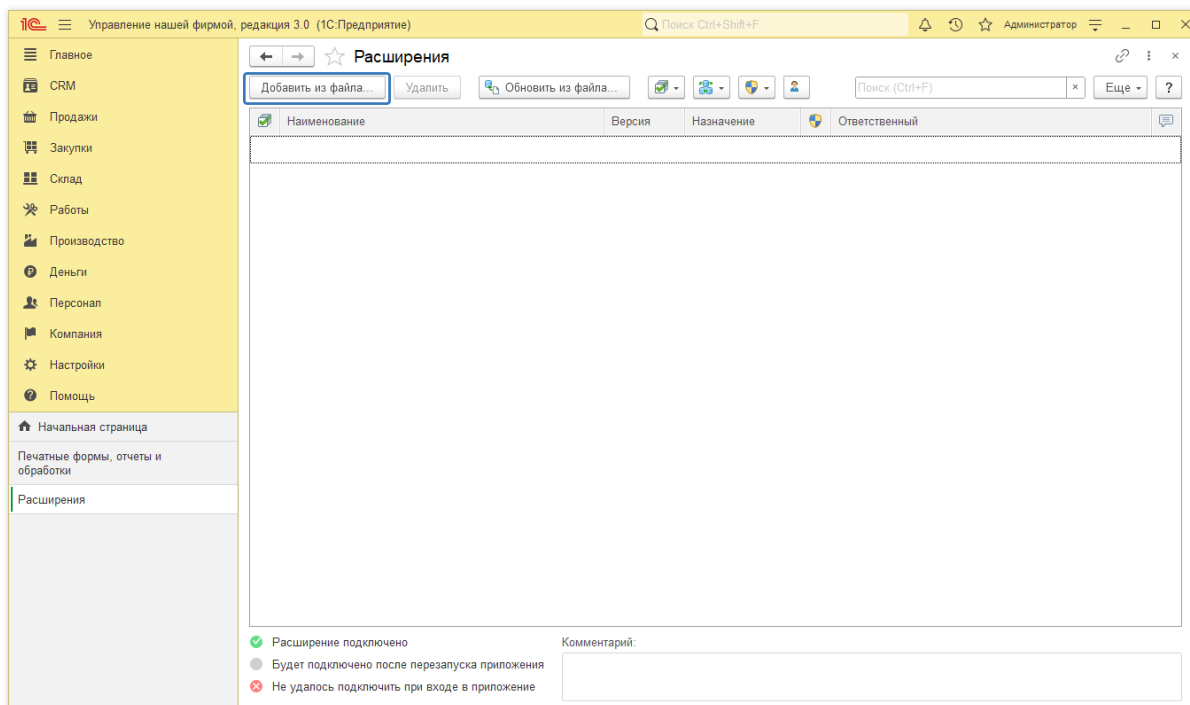 1С Управление нашей фирмой, редакция 3.0 (1С:Предприятие) Поиск Ctrl+Shift+F Администратор
Главное
CRM
Продажи
Закупки
Склад
Работы
Производство
Деньги
Персонал
Компания
Настройки
Помощь
Начальная страница
Печатные формы, отчеты и
обработки
Расширения
Расширения
Добавить из файла... Удалить Обновить из файла... Поиск (Ctrl+F) × Еще ?
Наименование Версия Назначение Ответственный
Расширение подключено
Будет подключено после перезапуска приложения
Не удалось подключить при входе в приложение
Комментарий: